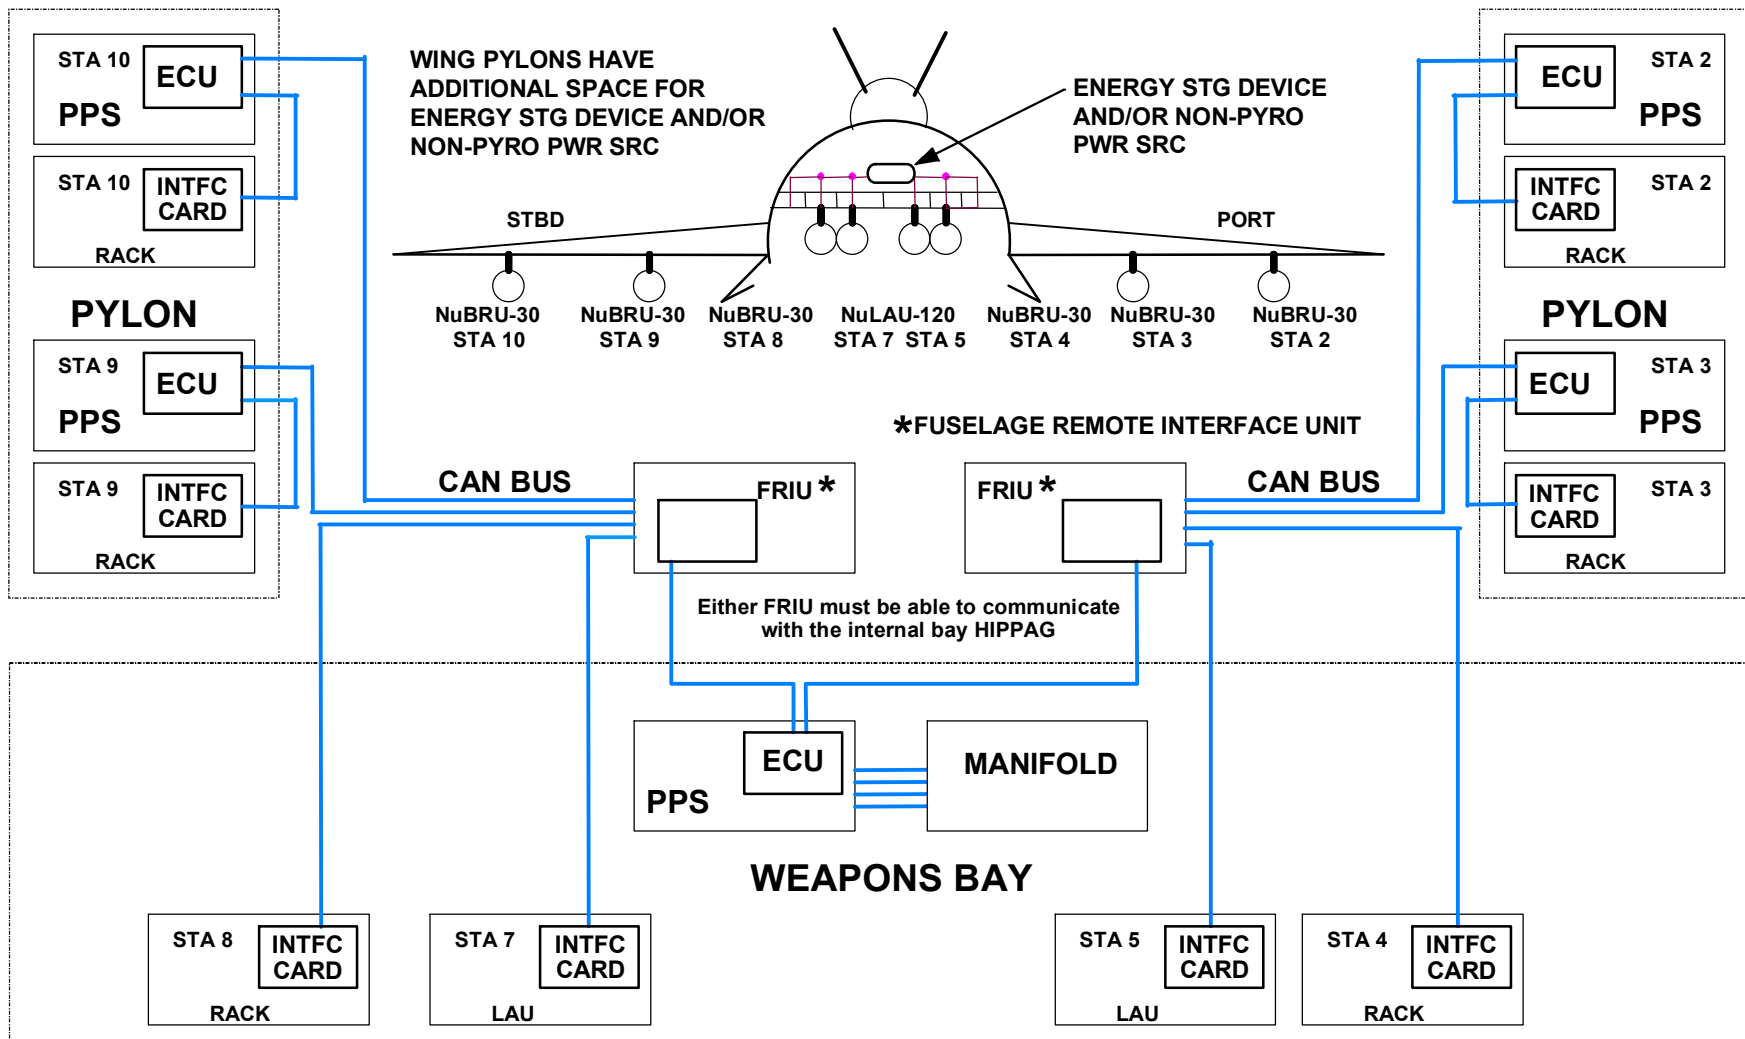 STA 10
ECU
PPS
STA 10
INTFC
CARD
RACK
PYLON
STA 9
ECU
PPS
STA 9
INTFC
CARD
RACK
WING PYLONS HAVE
ADDITIONAL SPACE FOR
ENERGY STG DEVICE AND/OR
NON-PYRO PWR SRC
ENERGY STG DEVICE
AND/OR NON-PYRO
PWR SRC
STBD
PORT
NuBRU-30
STA 10
NuBRU-30
STA 9
NuBRU-30
STA 8
NuLAU-120
STA 7 STA 5
NuBRU-30
STA 4
NuBRU-30
STA 3
NuBRU-30
STA 2
ECU
STA 2
PPS
INTFC
CARD
STA 2
RACK
PYLON
ECU
STA 3
PPS
INTFC
CARD
STA 3
RACK
*FUSELAGE REMOTE INTERFACE UNIT
CAN BUS
FRIU *
FRIU *
CAN BUS
Either FRIU must be able to communicate
with the internal bay HIPPAG
ECU
PPS
MANIFOLD
WEAPONS BAY
STA 8
INTFC
CARD
RACK
STA 7
INTFC
CARD
LAU
STA 5
INTFC
CARD
LAU
STA 4
INTFC
CARD
RACK